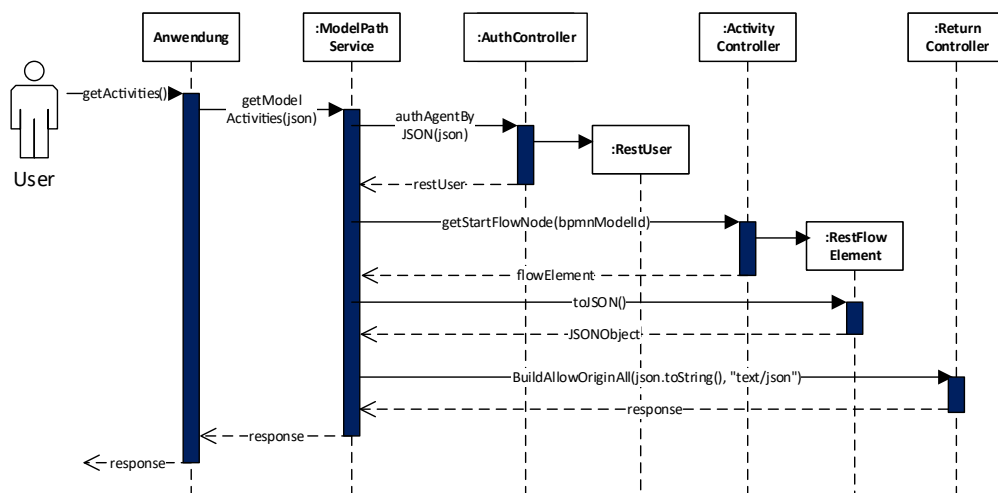 Anwendung
:ModelPath
Service
:AuthController
:Activity
Controller
:Return
Controller
User
getActivities()
getModel
Activities(json)
authAgentBy
JSON(json)
:RestUser
restUser
getStartFlowNode(bpmnModelId)
:RestFlow
Element
flowElement
toJSON()
JSONObject
BuildAllowOriginAll(json.toString(), "text/json")
response
response
response